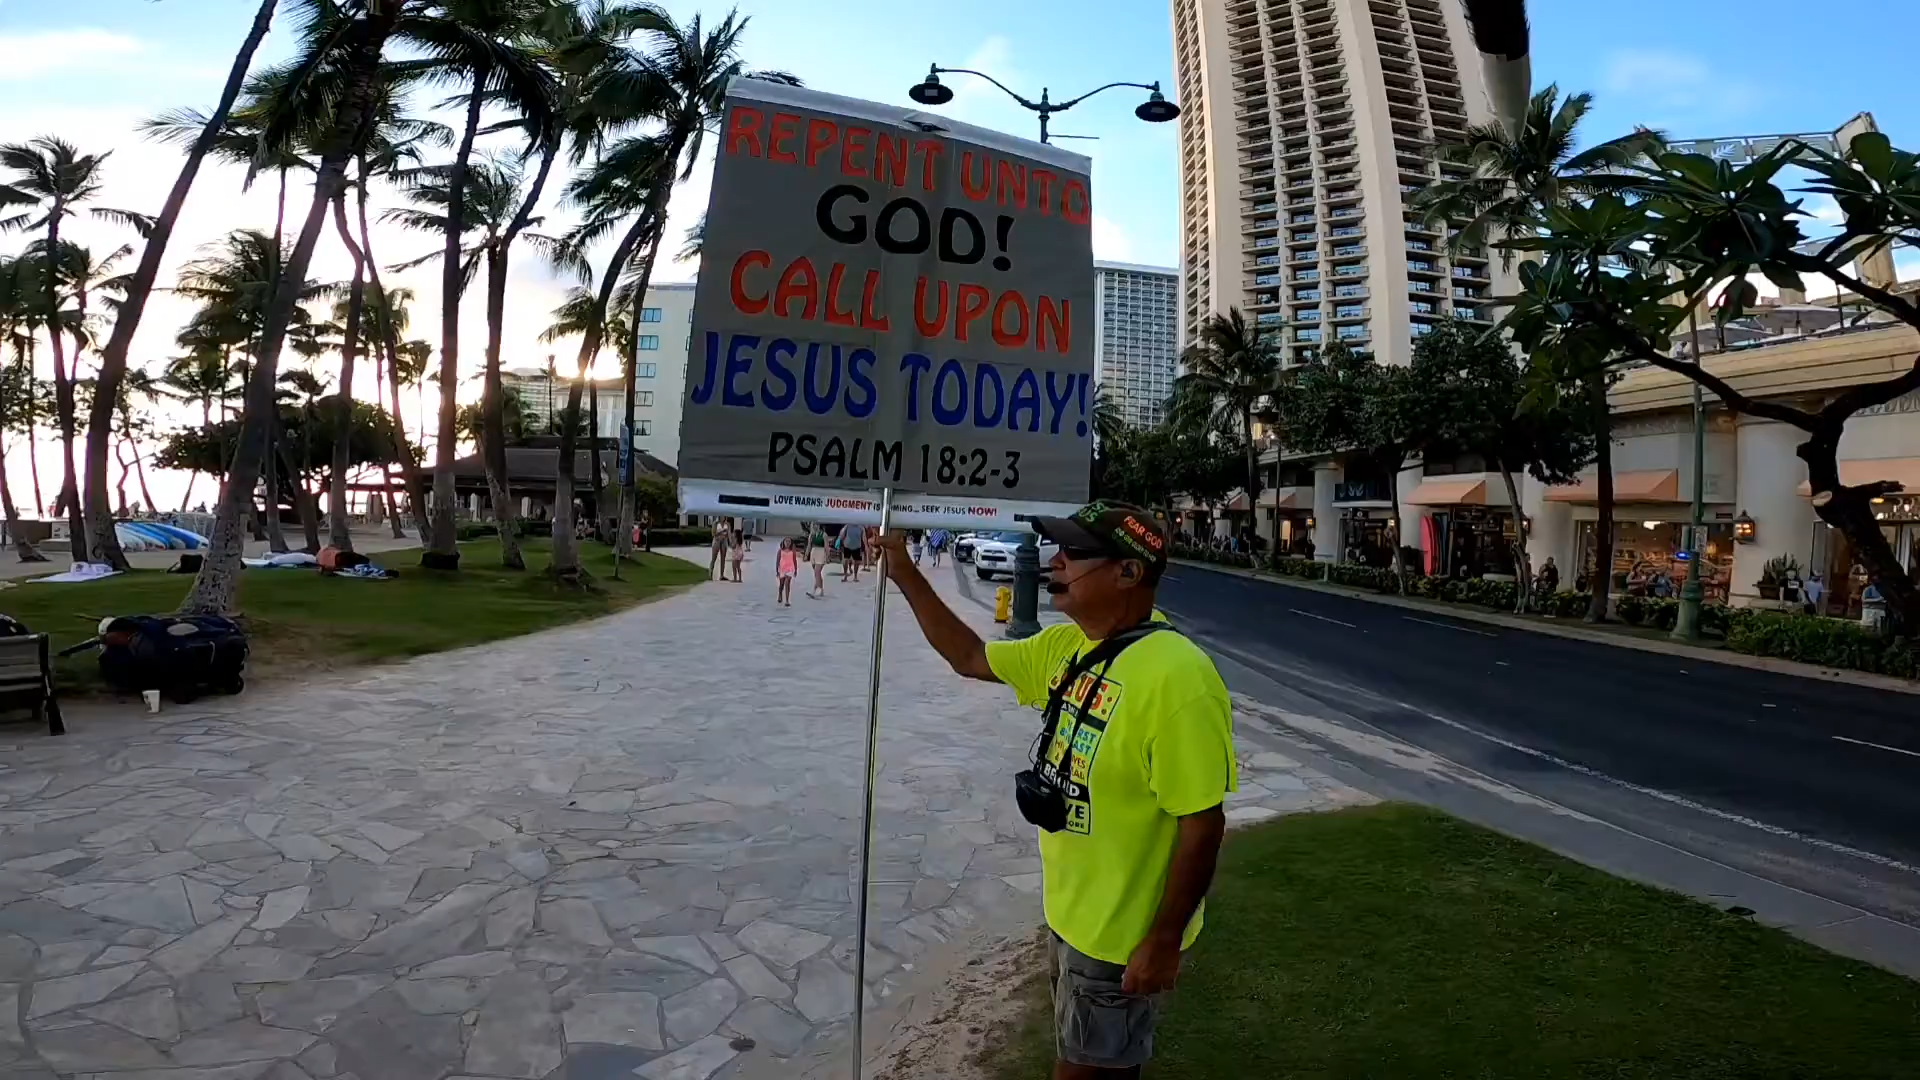 REPENT UNTO
GOD!
CALL UPON
JESUS TODAY!
PSALM 18:2-3
LOVE WARNS: JUDGMENT IS COMING... SEEK JESUS NOW!
FEAR GOD